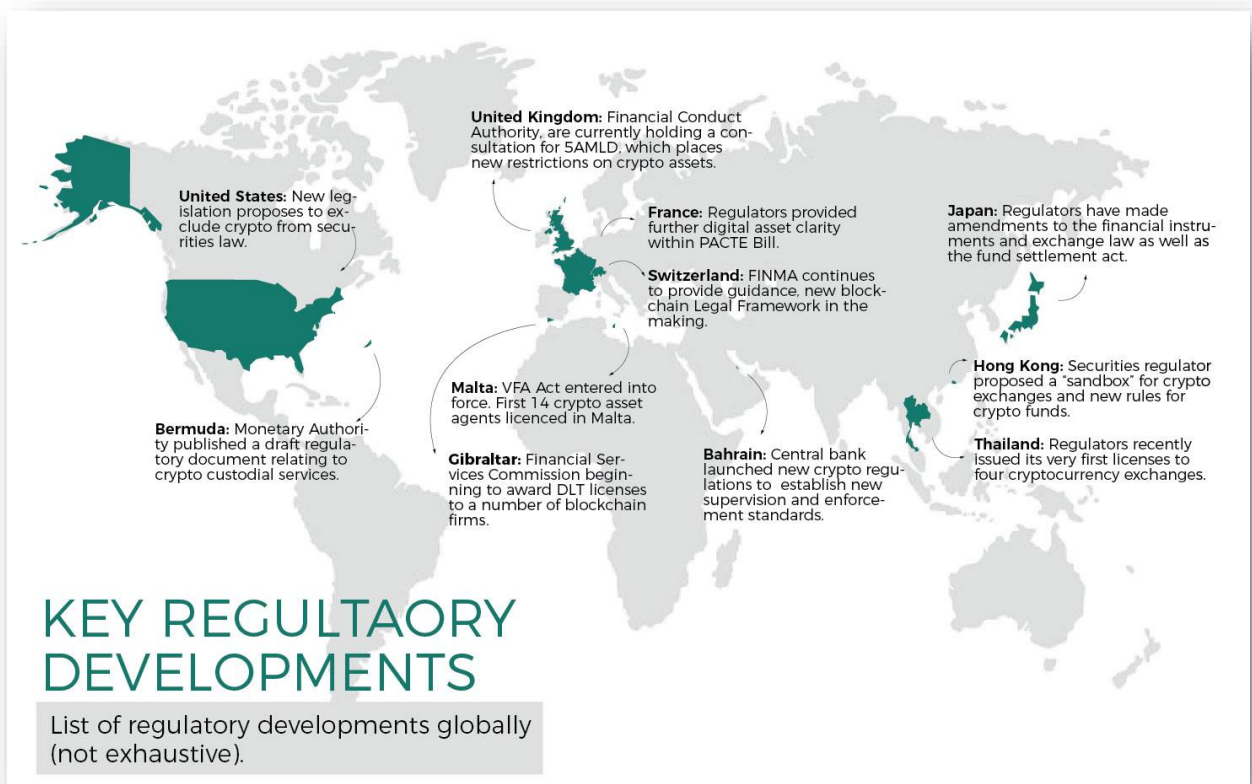 United Kingdom: Financial Conduct
Authority, are currently holding a con-
sultation for 5AMLD, which places
new restrictions on crypto assets.
United States: New leg-
islation proposes to ex-
clude crypto from secu-
rities law.
France: Regulators provided
further digital asset clarity
within PACTE Bill.
Japan: Regulators have made
amendments to the financial instru-
ments and exchange law as well as
the fund settlement act.
Switzerland: FINMA continues
to provide guidance, new block-
chain Legal Framework in the
making.
Hong Kong: Securities regulator
proposed a "sandbox" for crypto
exchanges and new rules for
crypto funds.
Malta: VFA Act entered into
force. First 14 crypto asset
agents licenced in Malta.
Bermuda: Monetary Authori-
ty published a draft regula-
tory document relating to
crypto custodial services.
Gibraltar: Financial Ser-
vices Commission begin-
ning to award DLT licenses
to a number of blockchain
firms.
Bahrain: Central bank
launched new crypto regu-
lations to establish new
supervision and enforce-
ment standards.
Thailand: Regulators recently
issued its very first licenses to
four cryptocurrency exchanges.
KEY REGULTAORY
DEVELOPMENTS
List of regulatory developments globally
(not exhaustive).